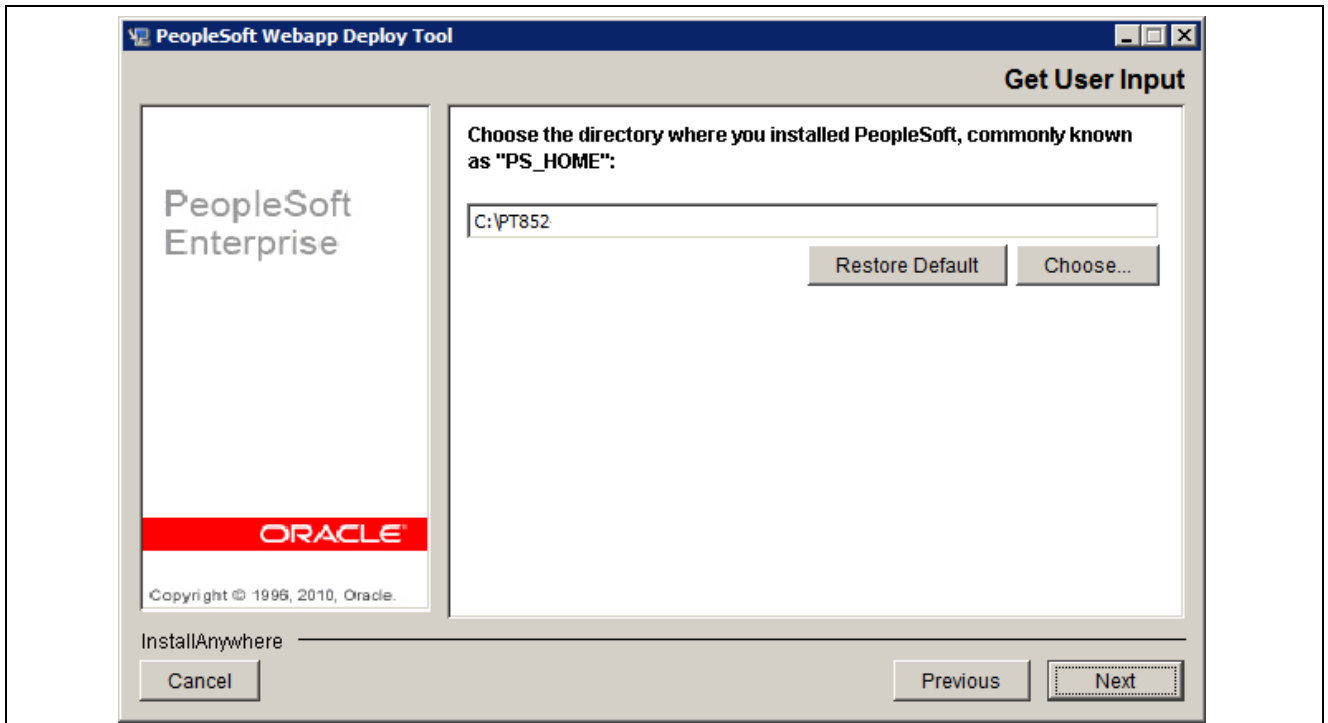 PeopleSoft Webapp Deploy Tool
Get User Input
PeopleSoft
Enterprise
ORACLE
Copyright © 1996, 2010, Oracle.
Choose the directory where you installed PeopleSoft, commonly known
as "PS_HOME":
C:\PT852
Restore Default
Choose...
InstallAnywhere
Cancel
Previous
Next